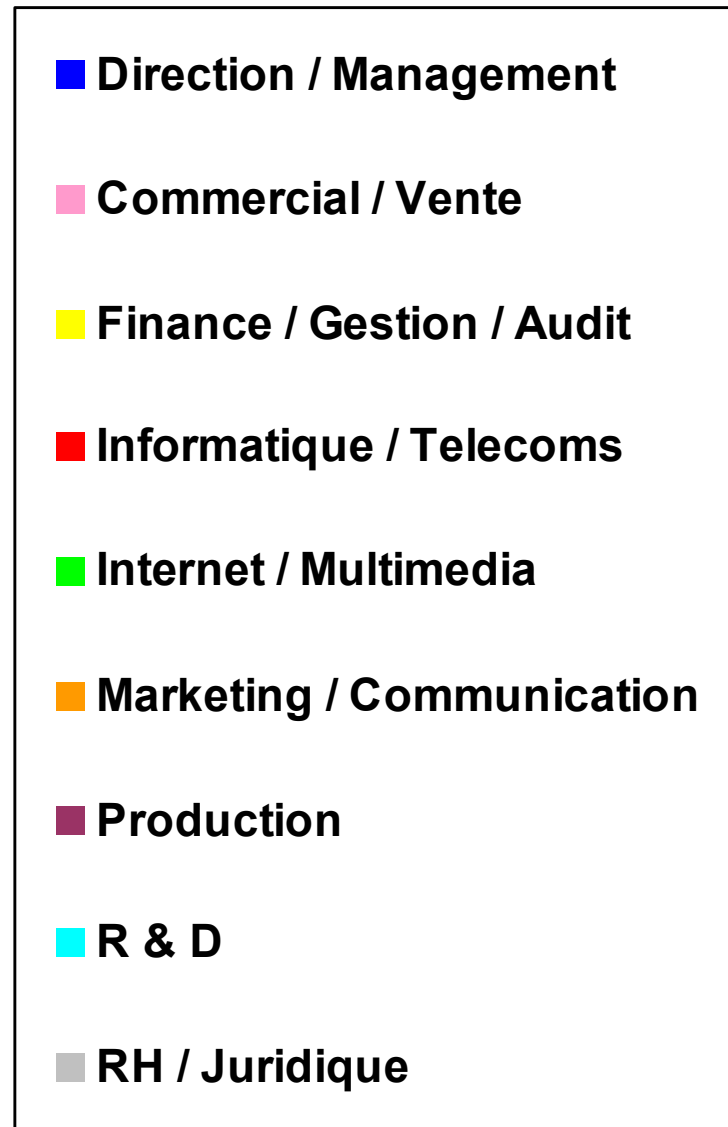 Direction / Management
Commercial / Vente
Finance / Gestion / Audit
Informatique / Telecoms
Internet / Multimedia
Marketing / Communication
Production
R & D
RH / Juridique